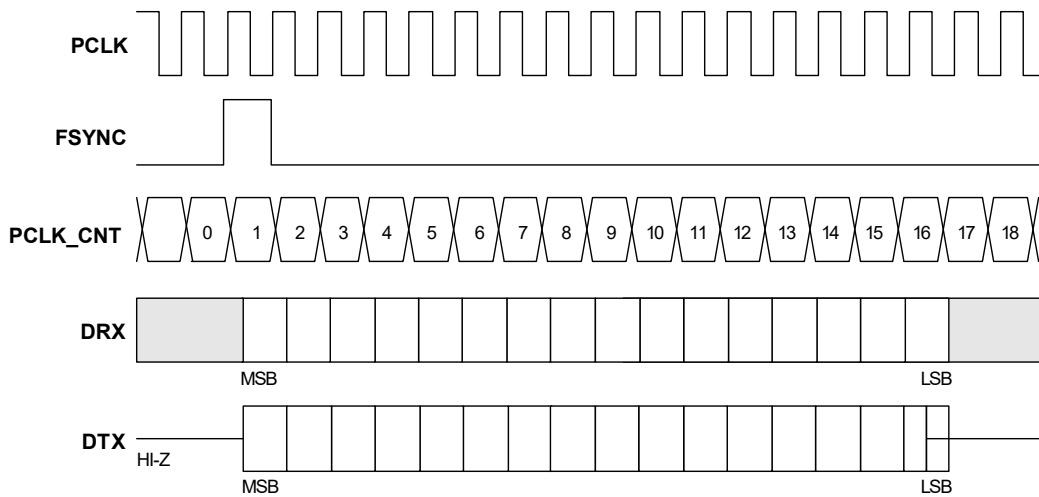 PCLK
FSYNC
PCLK_CNT 0 1 2 3 4 5 6 7 8 9 10 11 12 13 14 15 16 17 18
DRX
MSB LSB
DTX
HI-Z
MSB LSB